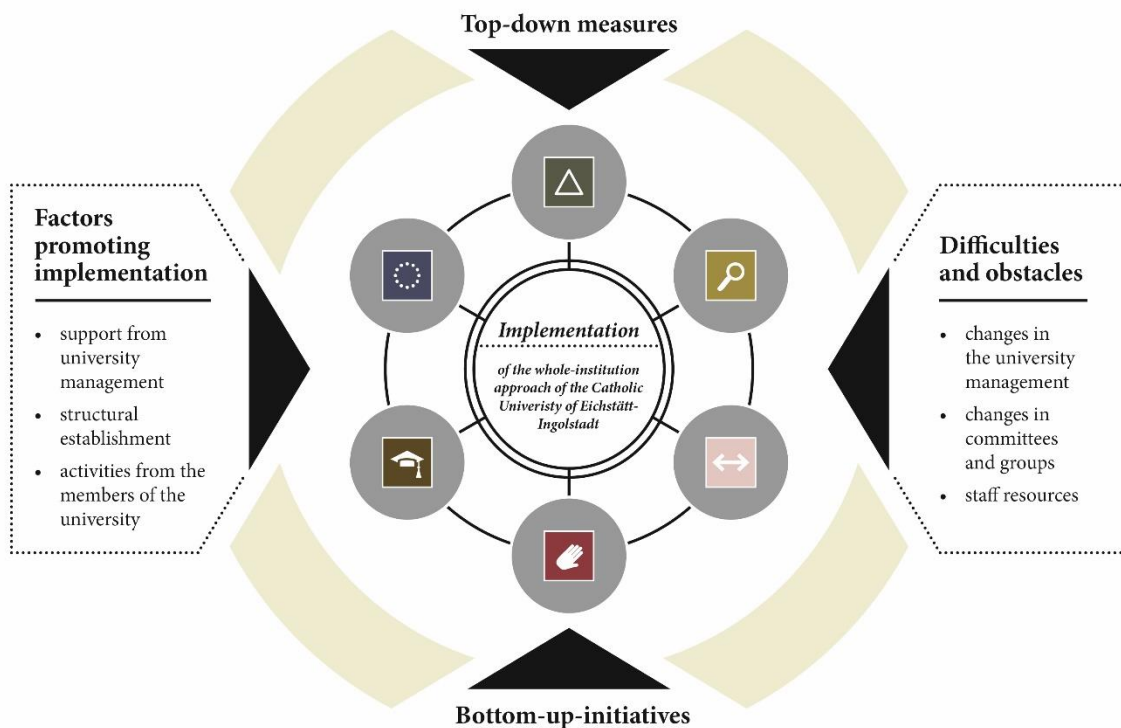 Top-down measures
Factors
promoting
implementation
• support from
university
management
• structural
establishment
• activities from the
members of the
university
Implementation
of the whole-institution
approach of the Catholic
Univeristy of Eichstätt-
Ingolstadt
Difficulties
and obstacles
• changes in
the university
management
• changes in
committees
and groups
• staff resources
Bottom-up-initiatives